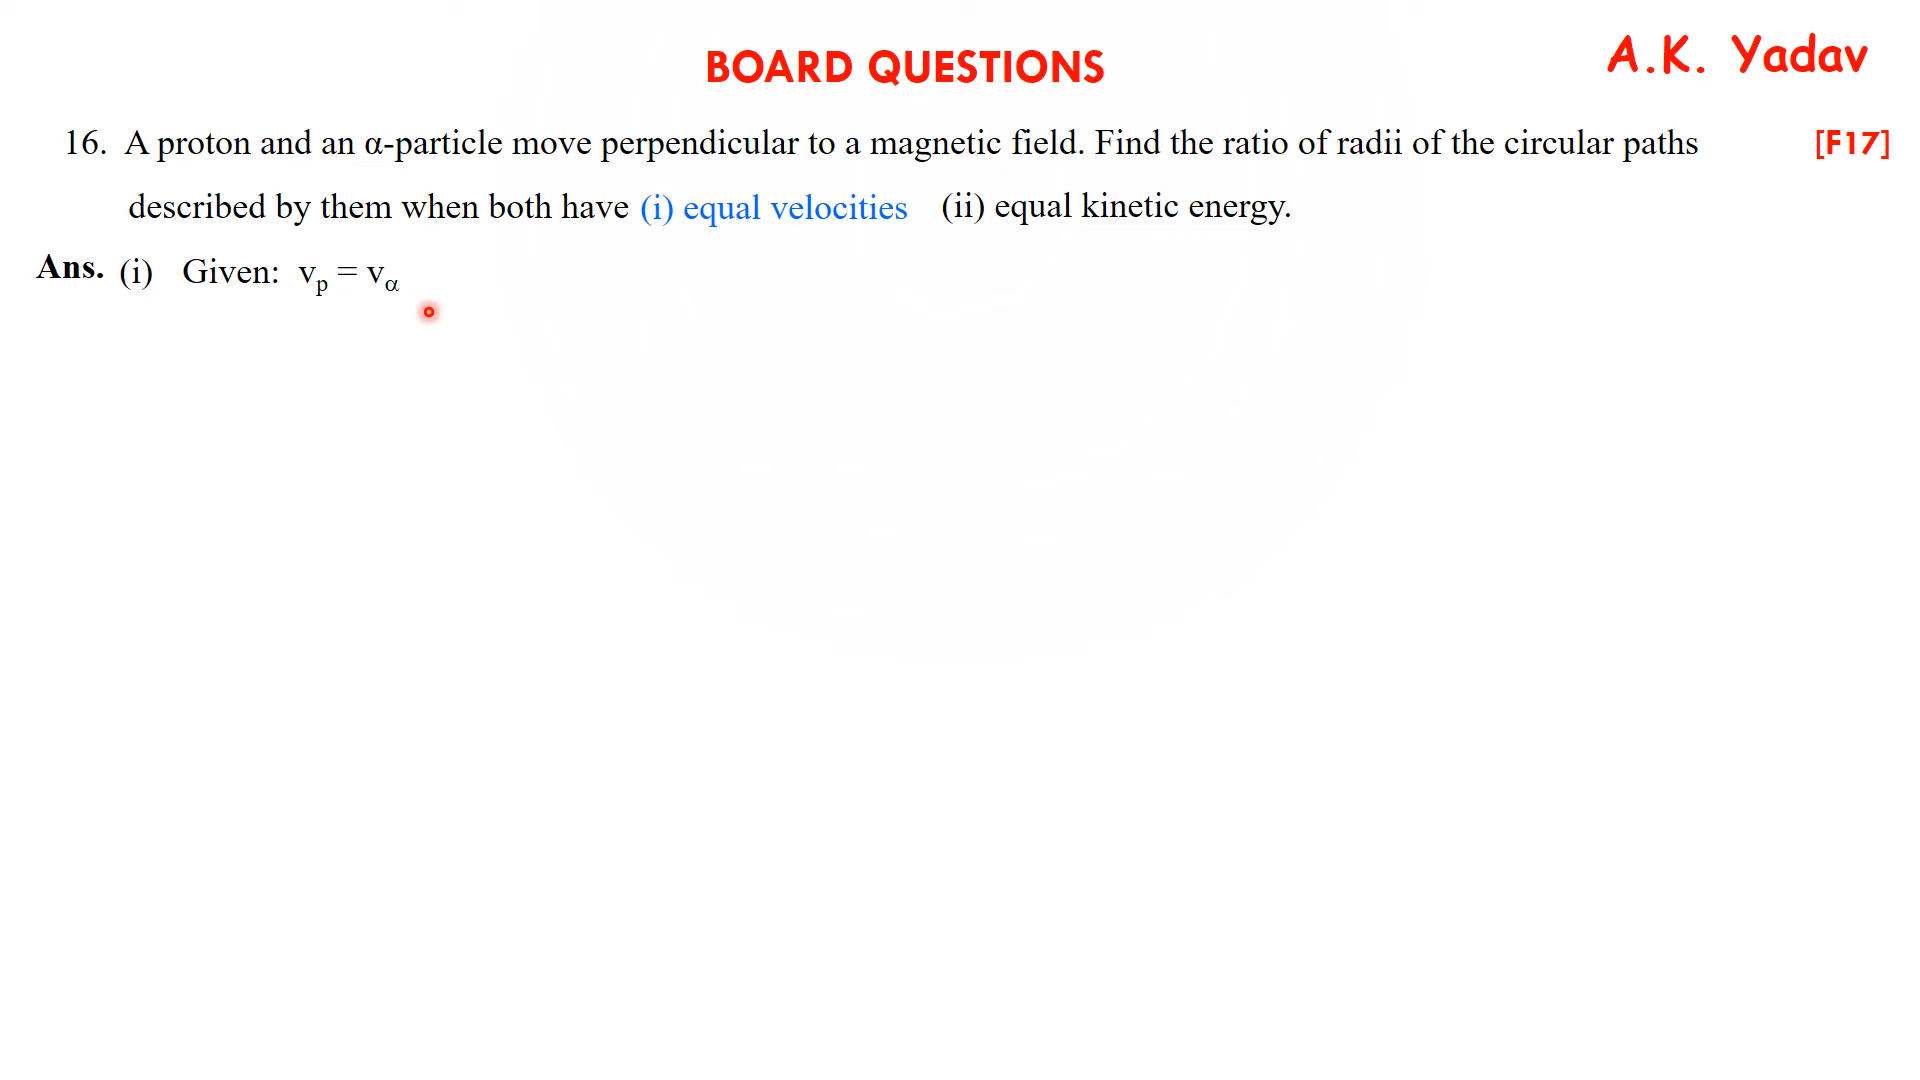 BOARD QUESTIONS
A.K. Yadav
16. A proton and an α-particle move perpendicular to a magnetic field. Find the ratio of radii of the circular paths [F17]
described by them when both have (i) equal velocities (ii) equal kinetic energy.
Ans. (i) Given: vₚ = v_α